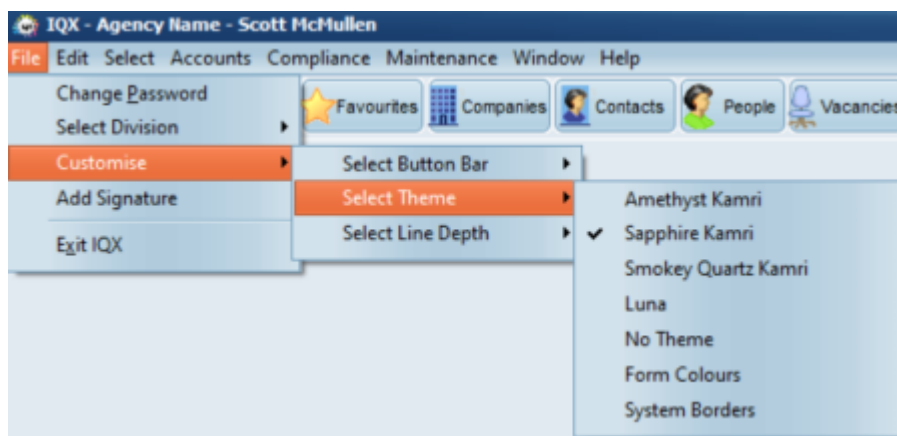 IQX - Agency Name - Scott McMullen
File Edit Select Accounts Compliance Maintenance Window Help
Change Password
Favourites Companies Contacts People Vacancies
Select Division
Customise
Select Button Bar
Add Signature
Select Theme
Amethyst Kamri
Exit IQX
Select Line Depth
Sapphire Kamri
Smokey Quartz Kamri
Luna
No Theme
Form Colours
System Borders